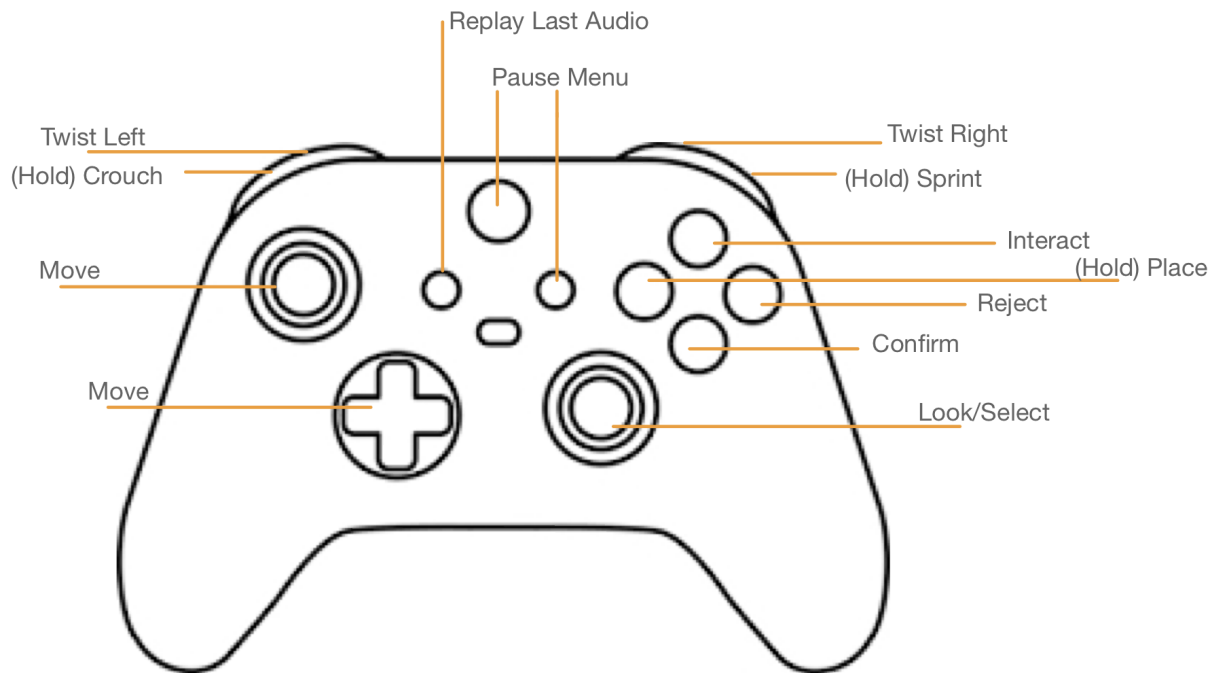 Replay Last Audio
Pause Menu
Twist Left
Twist Right
(Hold) Crouch
(Hold) Sprint
Interact
Move
(Hold) Place
Reject
Confirm
Move
Look/Select